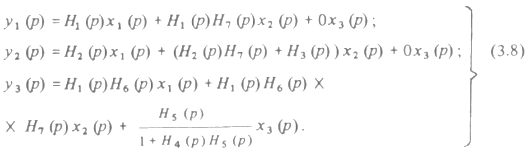 y₁(p) = H₁(p)x₁(p) + H₁(p)H₇(p)x₂(p) + 0x₃(p);
y₂(p) = H₂(p)x₁(p) + (H₂(p)H₇(p) + H₃(p))x₂(p) + 0x₃(p); (3.8)
y₃(p) = H₁(p)H₆(p)x₁(p) + H₁(p)H₆(p) ×
× H₇(p)x₂(p) + H₅(p) / (1 + H₄(p)H₅(p)) x₃(p).